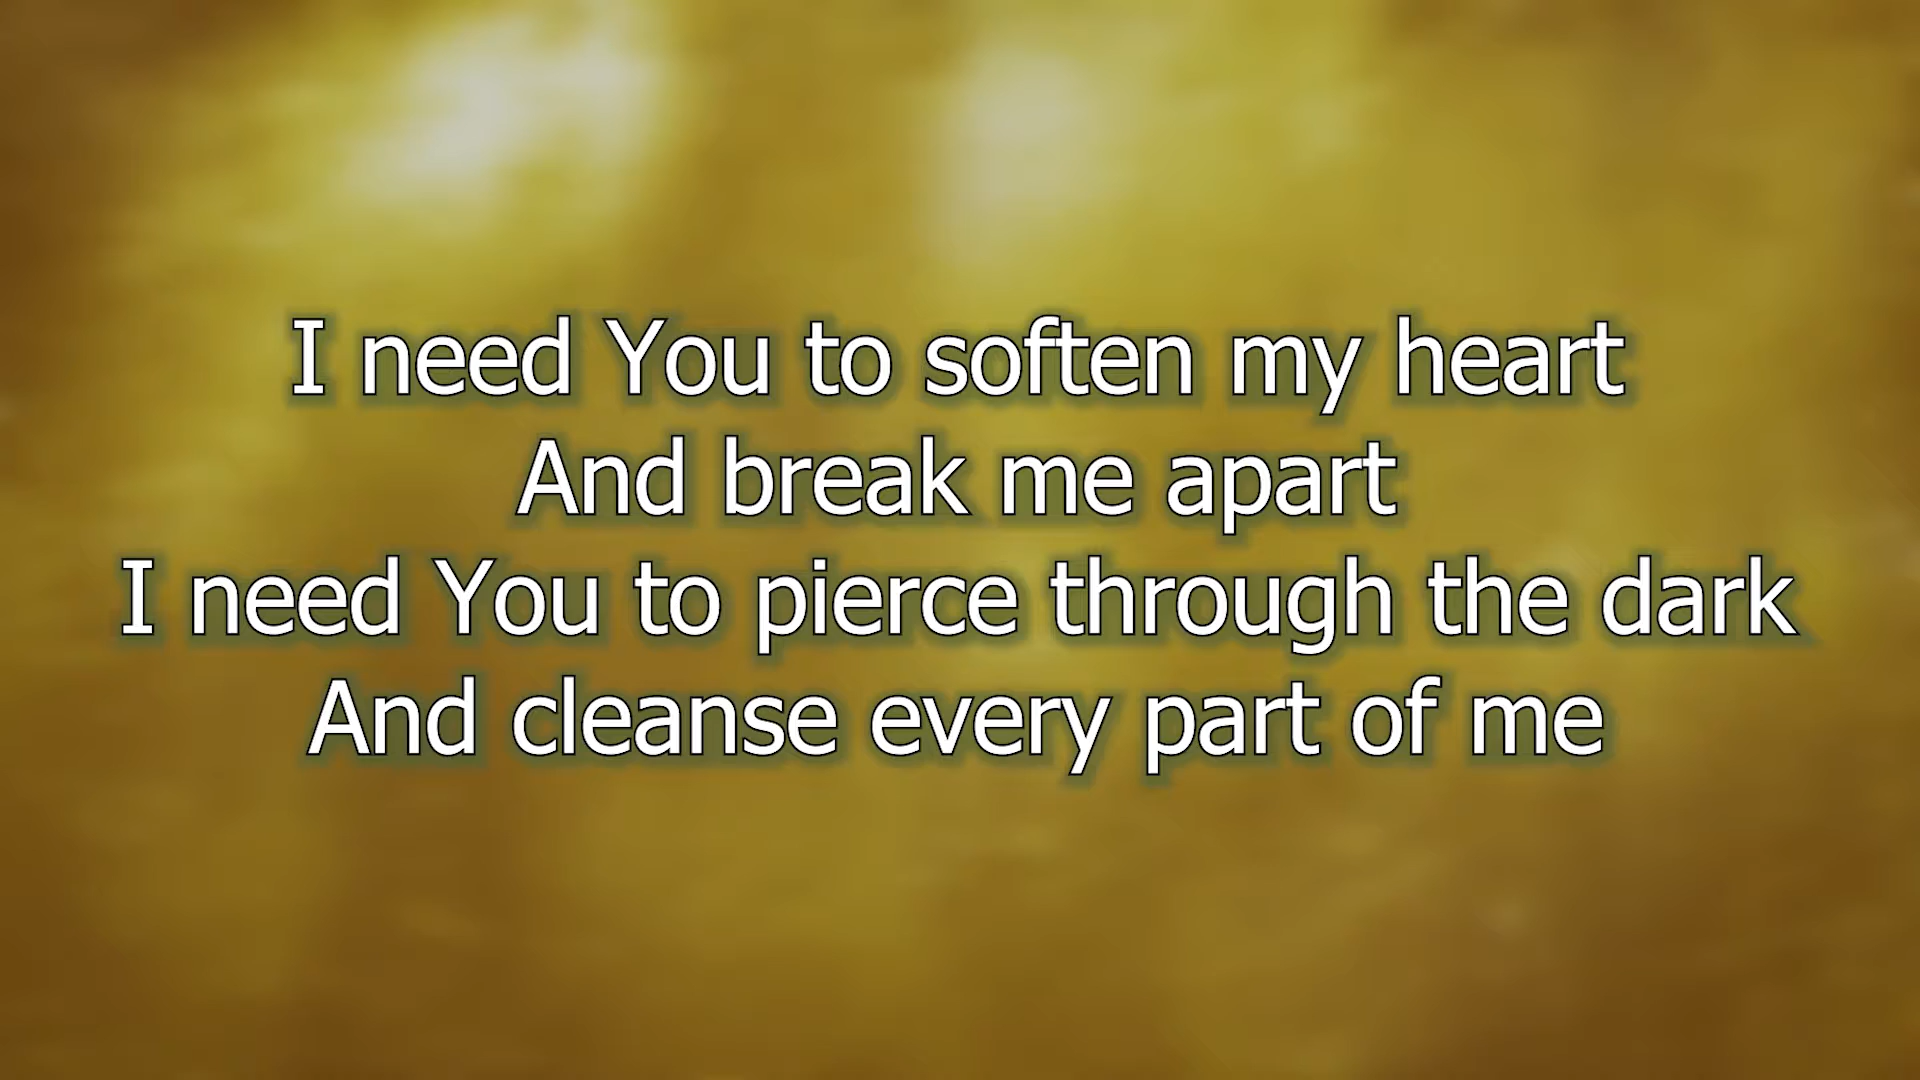 I need You to soften my heart
And break me apart
I need You to pierce through the dark
And cleanse every part of me